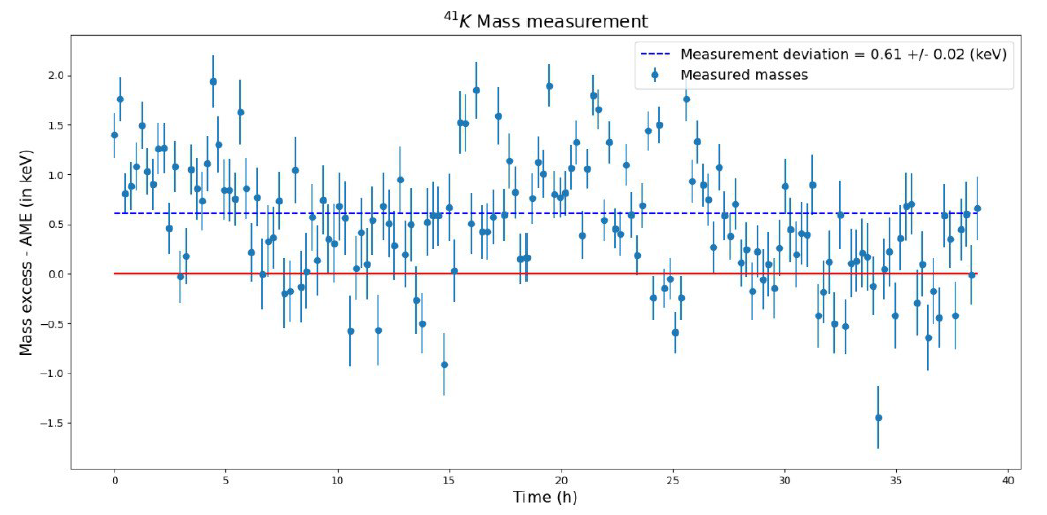 ⁴¹K Mass measurement
Measurement deviation = 0.61 +/- 0.02 (keV)
Measured masses
Mass excess - AME (in keV)
2.0
1.5
1.0
0.5
0.0
−0.5
−1.0
−1.5
0 5 10 15 20 25 30 35 40
Time (h)